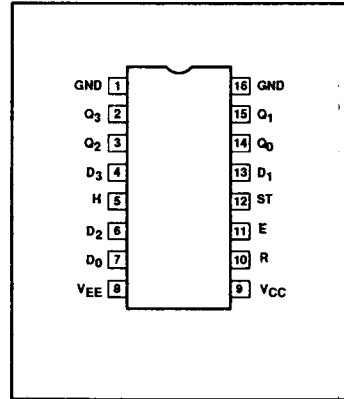 GND 1 16 GND
Q3 2 15 Q1
Q2 3 14 Q0
D3 4 13 D1
H 5 12 ST
D2 6 11 E
D0 7 10 R
VEE 8 9 VCC